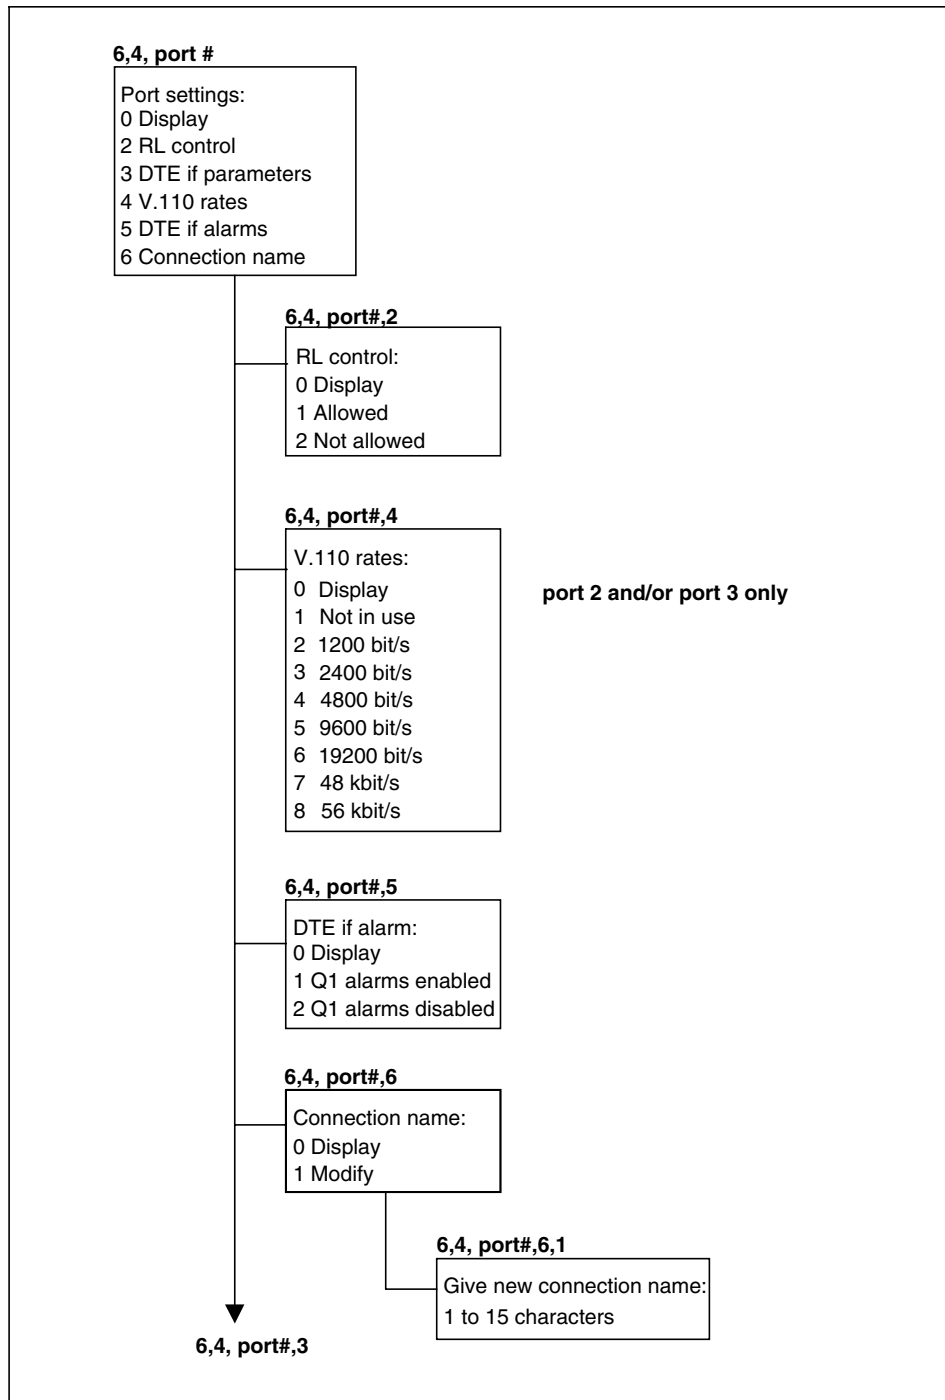 6,4, port #
Port settings:
0 Display
2 RL control
3 DTE if parameters
4 V.110 rates
5 DTE if alarms
6 Connection name
6,4, port#,2
RL control:
0 Display
1 Allowed
2 Not allowed
6,4, port#,4
V.110 rates:
0 Display
1 Not in use
2 1200 bit/s
3 2400 bit/s
4 4800 bit/s
5 9600 bit/s
6 19200 bit/s
7 48 kbit/s
8 56 kbit/s
port 2 and/or port 3 only
6,4, port#,5
DTE if alarm:
0 Display
1 Q1 alarms enabled
2 Q1 alarms disabled
6,4, port#,6
Connection name:
0 Display
1 Modify
6,4, port#,6,1
Give new connection name:
1 to 15 characters
6,4, port#,3